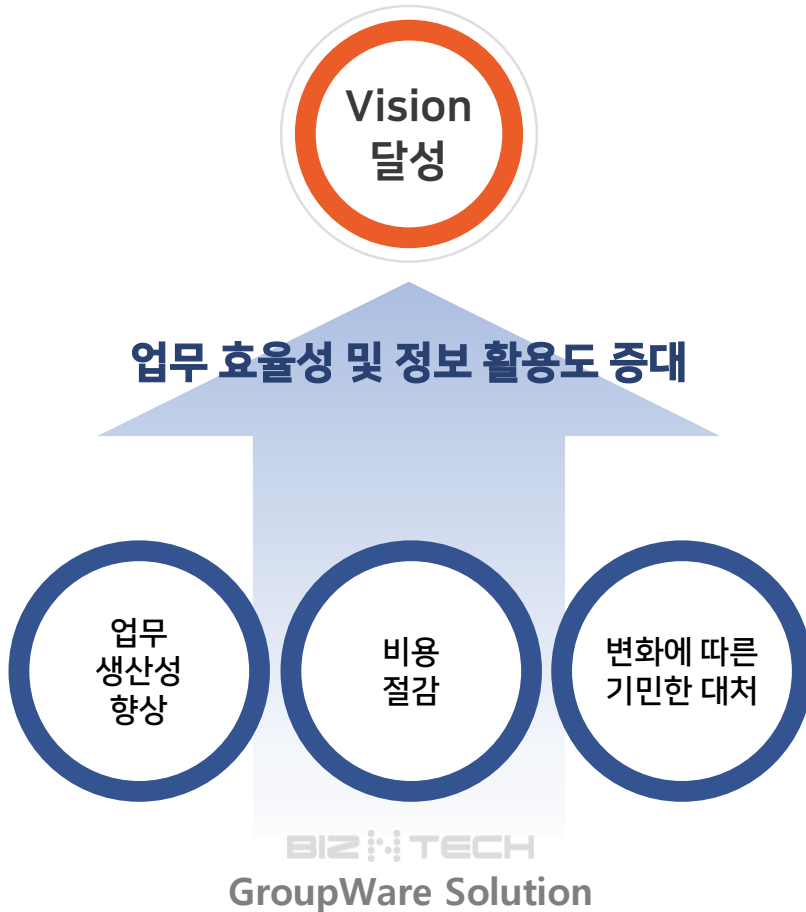 Vision
달성
업무 효율성 및 정보 활용도 증대
업무
생산성
향상
비용
절감
변화에 따른
기민한 대처
BIZ TECH
GroupWare Solution